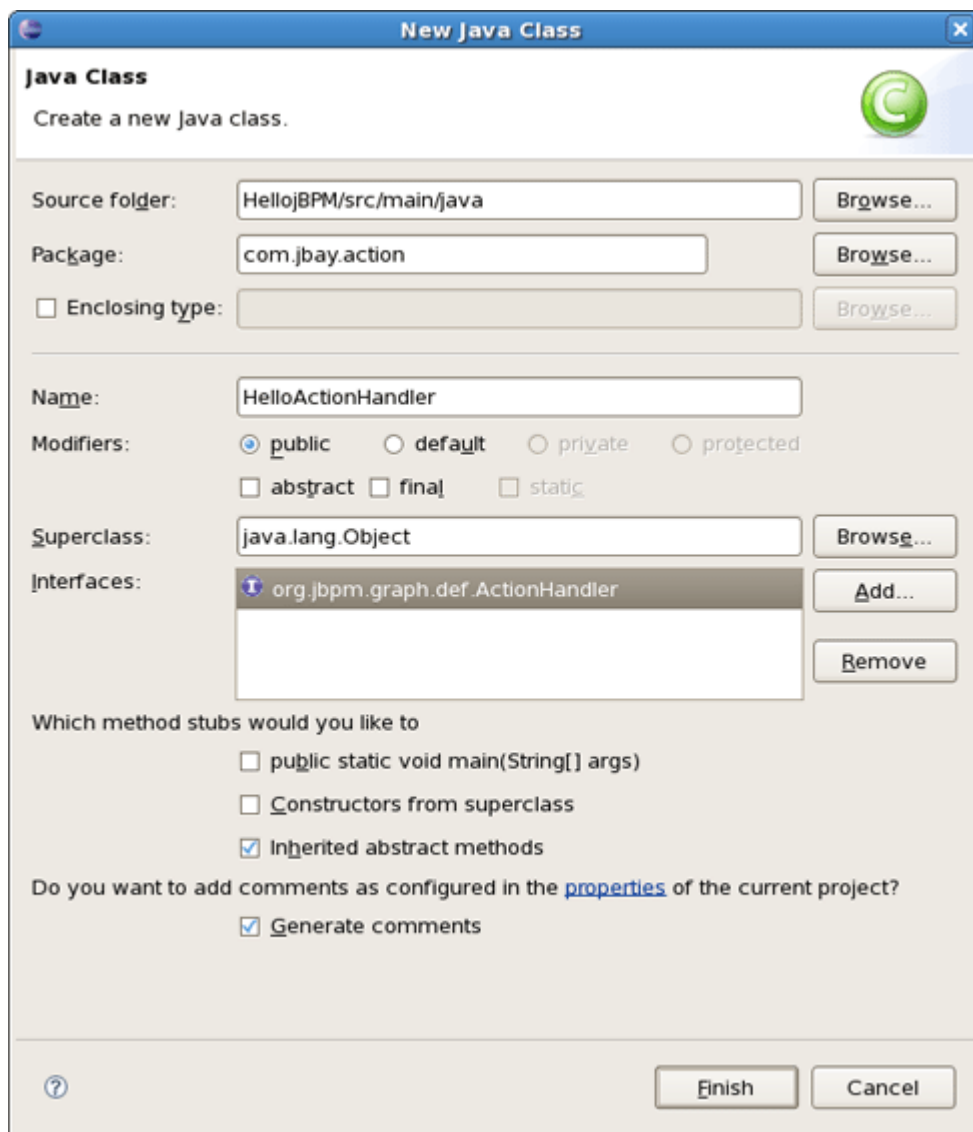 New Java Class
Java Class
Create a new Java class.
Source folder: HellojBPM/src/main/java Browse...
Package: com.jbay.action Browse...
Enclosing type: Browse...
Name: HelloActionHandler
Modifiers: public default private protected
abstract final static
Superclass: java.lang.Object Browse...
Interfaces: org.jbpm.graph.def.ActionHandler Add...
Remove
Which method stubs would you like to
public static void main(String[] args)
Constructors from superclass
Inherited abstract methods
Do you want to add comments as configured in the properties of the current project?
Generate comments
Finish Cancel